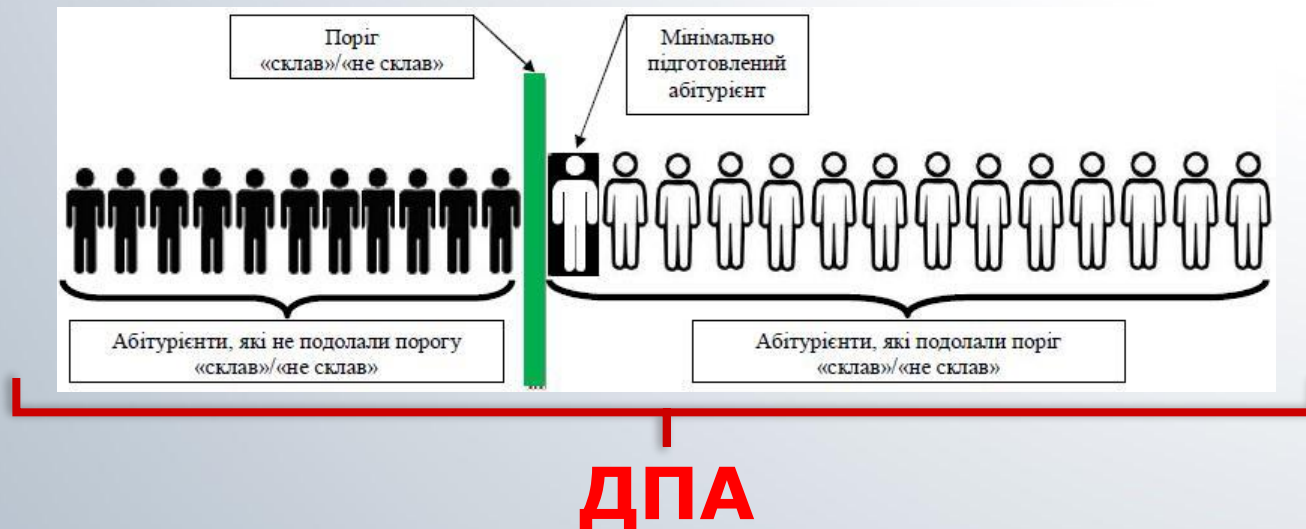 Поріг
«склав»/«не склав»
Мінімально
підготовлений
абітурієнт
Абітурієнти, які не подолали порогу
«склав»/«не склав»
Абітурієнти, які подолали поріг
«склав»/«не склав»
ДПА